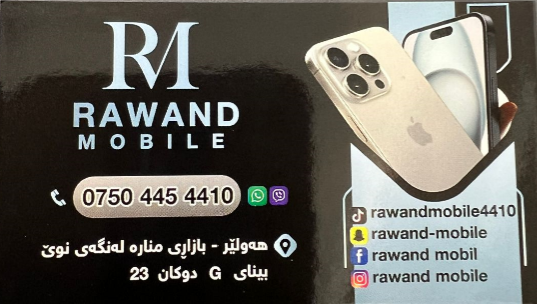 RM
RAWAND
MOBILE
0750 445 4410
هەولێر - بازاڕی منارە لەنگەی نوێ
بینای G دوکان 23
rawandmobile4410
rawand-mobile
rawand mobil
rawand mobile